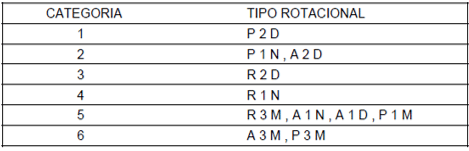 CATEGORIA TIPO ROTACIONAL
1 P 2 D
2 P 1 N , A 2 D
3 R 2 D
4 R 1 N
5 R 3 M , A 1 N , A 1 D , P 1 M
6 A 3 M , P 3 M